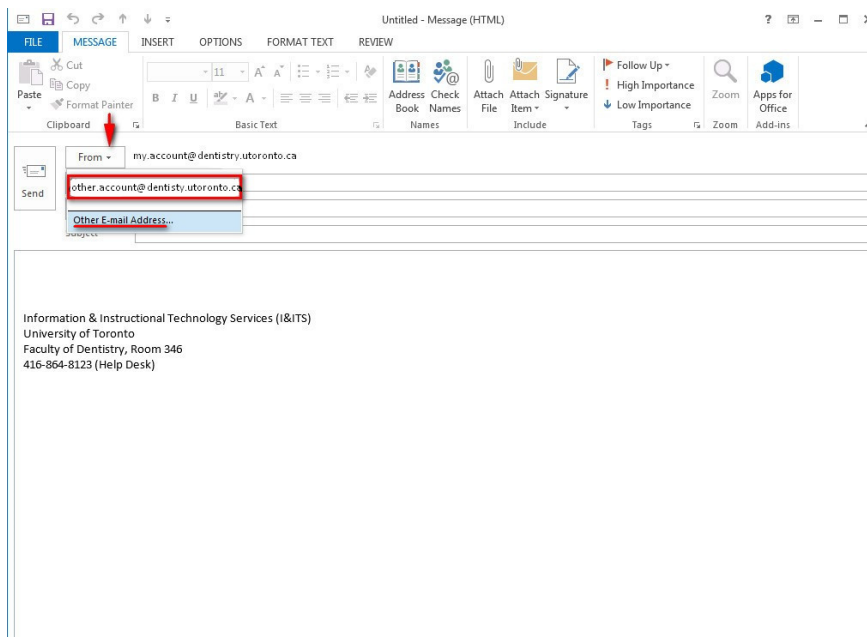 Untitled - Message (HTML)
?
FILE MESSAGE INSERT OPTIONS FORMAT TEXT REVIEW
Paste
Cut
Copy
Format Painter
Clipboard
11
B I U
Basic Text
Address Book
Check Names
Names
Attach File
Attach Item
Signature
Include
Follow Up
High Importance
Low Importance
Tags
Zoom
Zoom
Apps for Office
Add-ins
Send
From my.account@dentistry.utoronto.ca
other.account@dentisty.utoronto.ca
Other E-mail Address...
Subject
Information & Instructional Technology Services (I&ITS)
University of Toronto
Faculty of Dentistry, Room 346
416-864-8123 (Help Desk)